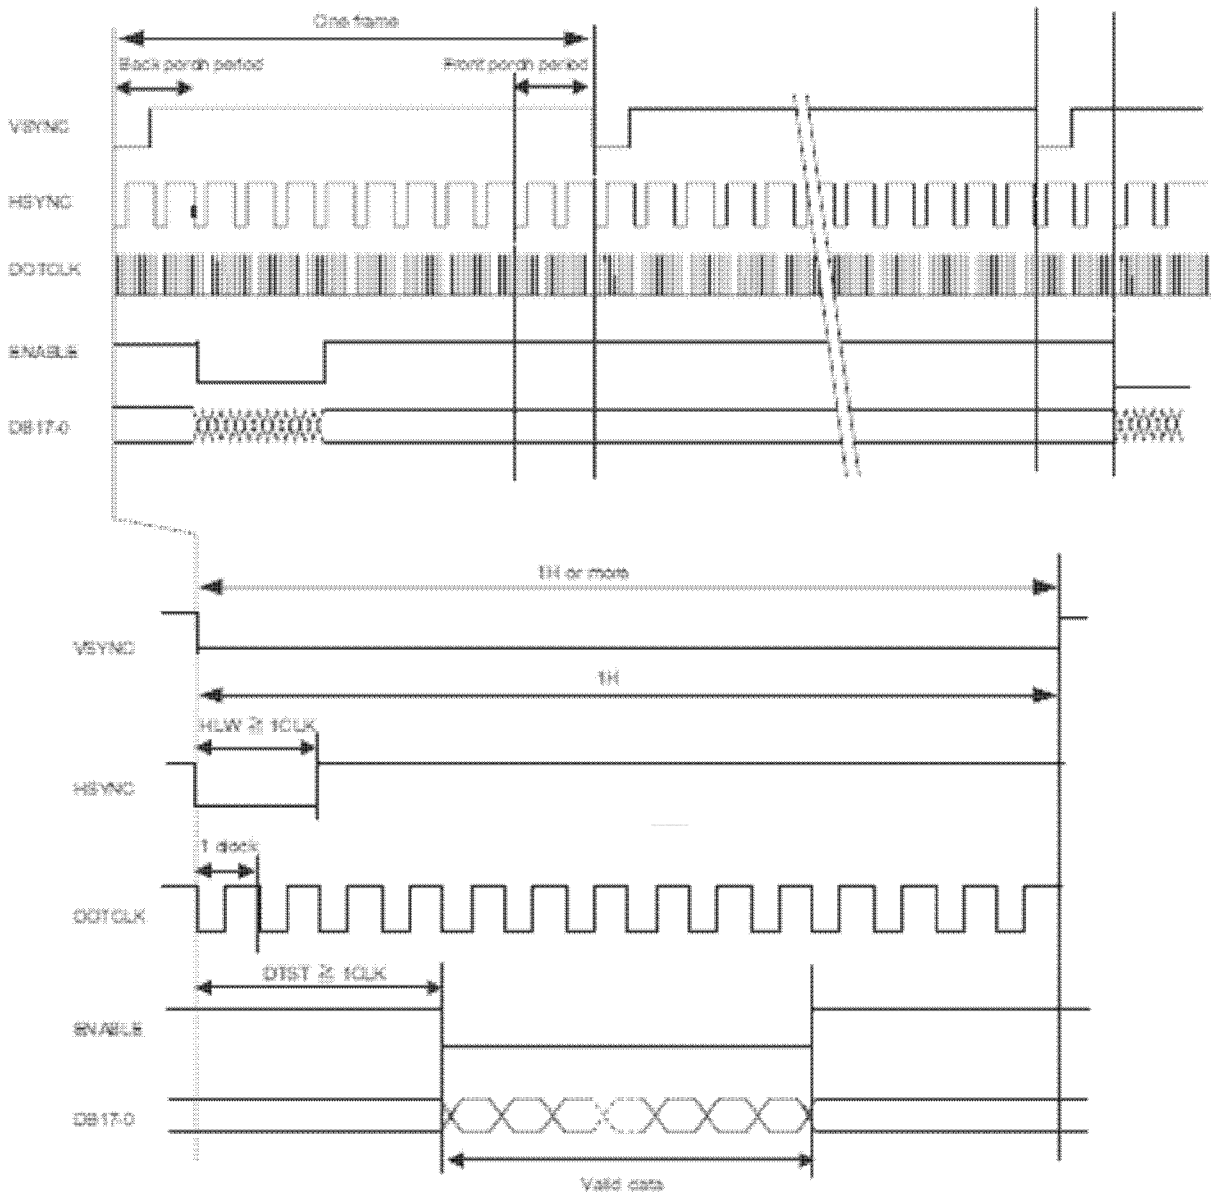 One frame
Back porch period
Front porch period
VSYNC
HSYNC
DOTCLK
ENABLE
DB17-0
1H or more
VSYNC
1H
HLW ≧ 1CLK
HSYNC
1 clock
DOTCLK
DTST ≧ 1CLK
ENABLE
DB17-0
Valid data